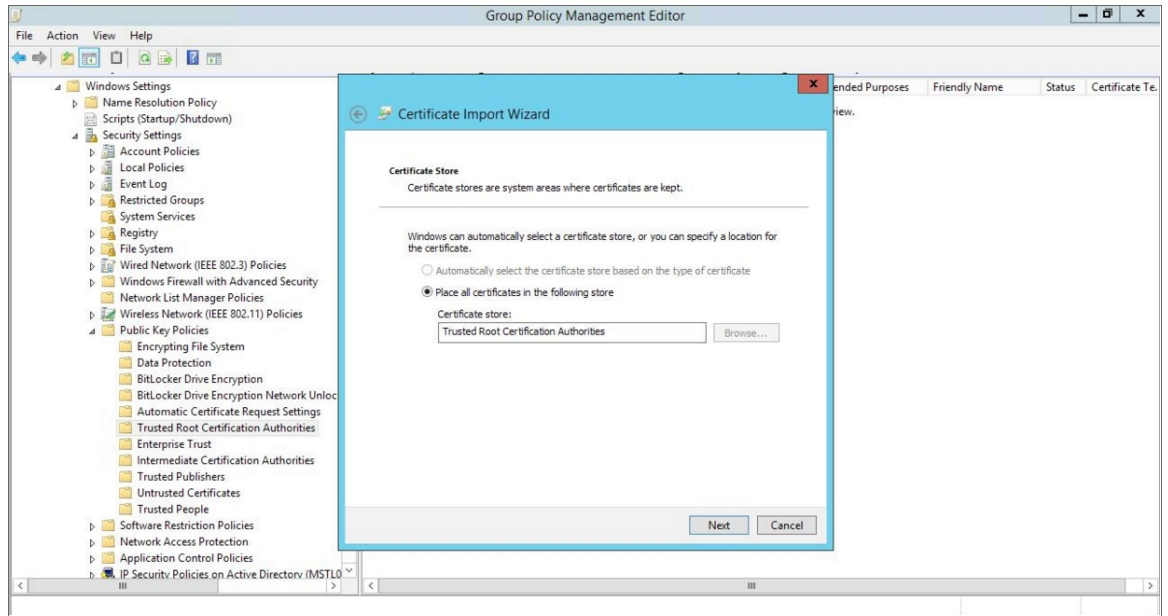 Group Policy Management Editor
File Action View Help
Windows Settings
Name Resolution Policy
Scripts (Startup/Shutdown)
Security Settings
Account Policies
Local Policies
Event Log
Restricted Groups
System Services
Registry
File System
Wired Network (IEEE 802.3) Policies
Windows Firewall with Advanced Security
Network List Manager Policies
Wireless Network (IEEE 802.11) Policies
Public Key Policies
Encrypting File System
Data Protection
BitLocker Drive Encryption
BitLocker Drive Encryption Network Unloc
Automatic Certificate Request Settings
Trusted Root Certification Authorities
Enterprise Trust
Intermediate Certification Authorities
Trusted Publishers
Untrusted Certificates
Trusted People
Software Restriction Policies
Network Access Protection
Application Control Policies
IP Security Policies on Active Directory (MSTL0
ended Purposes Friendly Name Status Certificate Te.
view.
Certificate Import Wizard
Certificate Store
Certificate stores are system areas where certificates are kept.
Windows can automatically select a certificate store, or you can specify a location for
the certificate.
Automatically select the certificate store based on the type of certificate
Place all certificates in the following store
Certificate store:
Trusted Root Certification Authorities
Browse...
Next Cancel